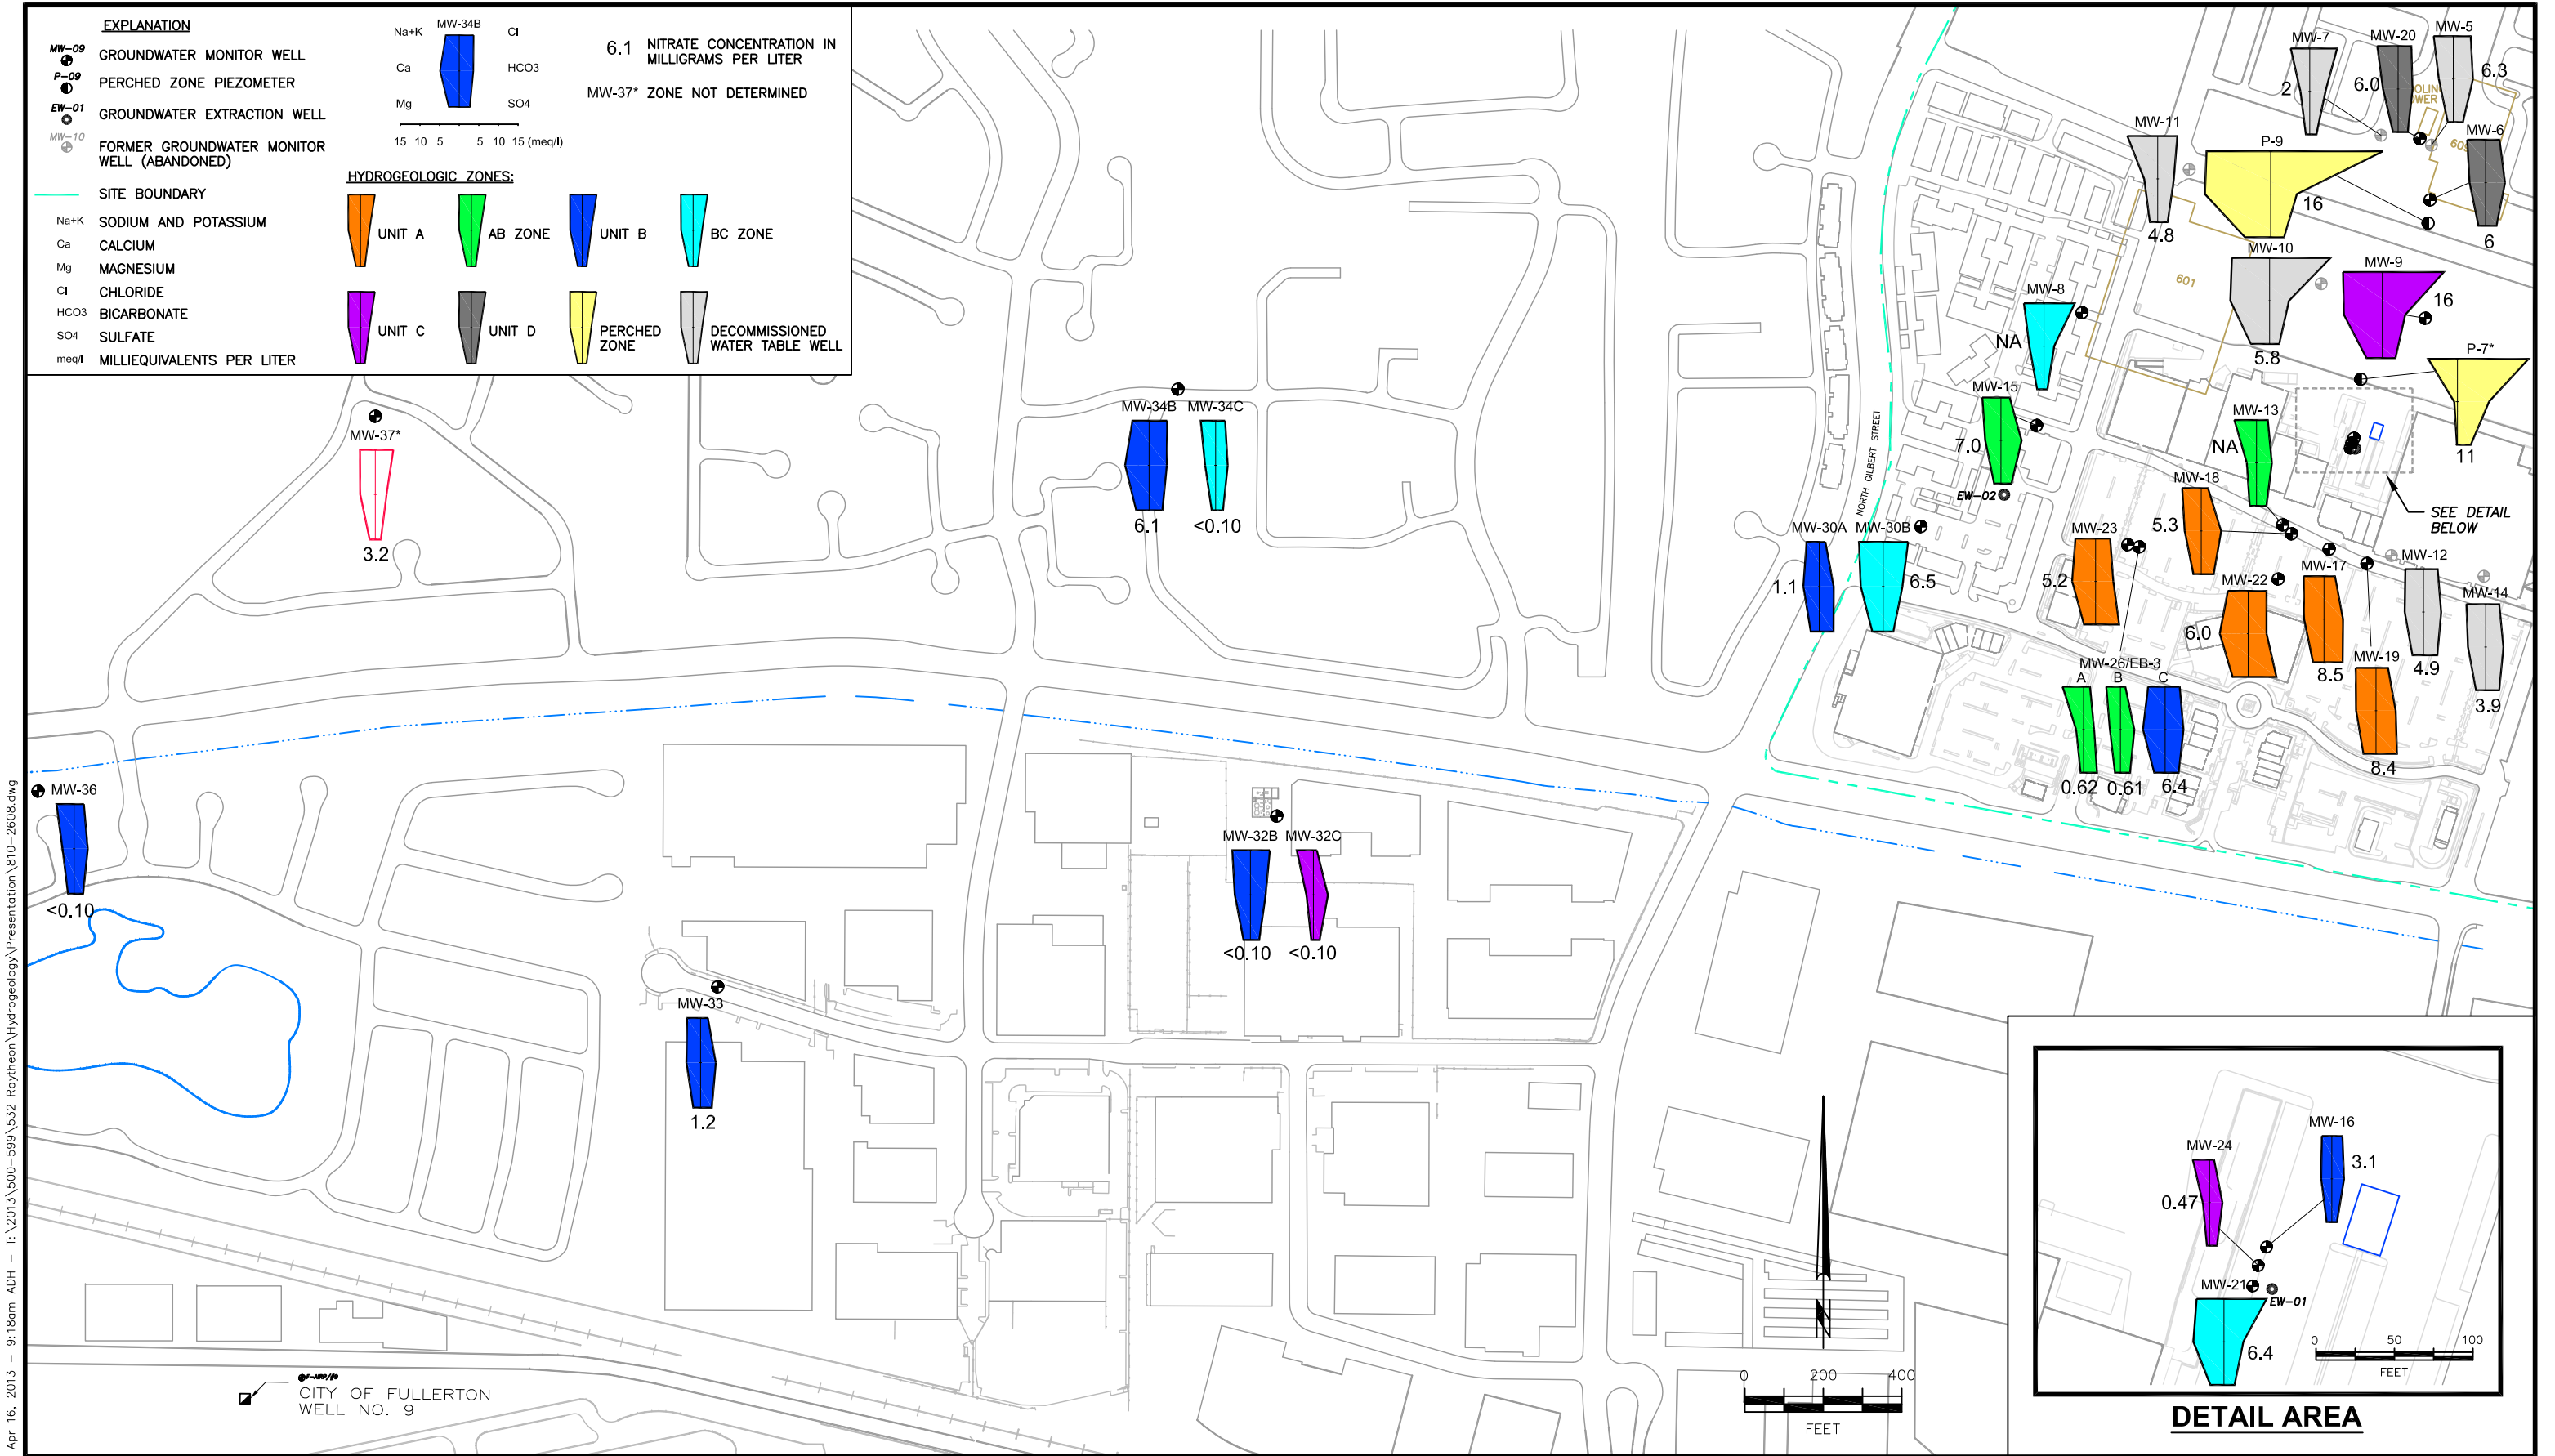 EXPLANATION
MW-09
GROUNDWATER MONITOR WELL
P-09
PERCHED ZONE PIEZOMETER
EW-01
GROUNDWATER EXTRACTION WELL
MW-10
FORMER GROUNDWATER MONITOR
WELL (ABANDONED)
SITE BOUNDARY
Na+K SODIUM AND POTASSIUM
Ca CALCIUM
Mg MAGNESIUM
Cl CHLORIDE
HCO3 BICARBONATE
SO4 SULFATE
meq/l MILLIEQUIVALENTS PER LITER
MW-34B
Na+K Cl
Ca HCO3
Mg SO4
15 10 5 5 10 15 (meq/l)
6.1 NITRATE CONCENTRATION IN
MILLIGRAMS PER LITER
MW-37* ZONE NOT DETERMINED
HYDROGEOLOGIC ZONES:
UNIT A
AB ZONE
UNIT B
BC ZONE
UNIT C
UNIT D
PERCHED
ZONE
DECOMMISSIONED
WATER TABLE WELL
MW-7
2
MW-20
6.0
MW-5
6.3
MW-6
6
MW-11
4.8
P-9
16
601
MW-10
5.8
MW-9
16
P-7*
11
MW-8
NA
MW-15
7.0
EW-02
MW-13
NA
SEE DETAIL
BELOW
MW-18
5.3
MW-23
5.2
MW-22
6.0
MW-17
8.5
MW-19
8.4
MW-12
4.9
MW-14
3.9
MW-26/EB-3
A B C
0.62 0.61 6.4
NORTH GILBERT STREET
MW-30A
1.1
MW-30B
6.5
MW-34B MW-34C
6.1 <0.10
MW-37*
3.2
MW-36
<0.10
MW-32B MW-32C
<0.10 <0.10
MW-33
1.2
CITY OF FULLERTON
WELL NO. 9
0 200 400
FEET
MW-16
3.1
MW-24
0.47
MW-21
EW-01
6.4
0 50 100
FEET
DETAIL AREA
Apr 16, 2013 - 9:18am ADH - T:\2013\500-599\532 Raytheon\Hydrogeology\Presentation\810-2608.dwg